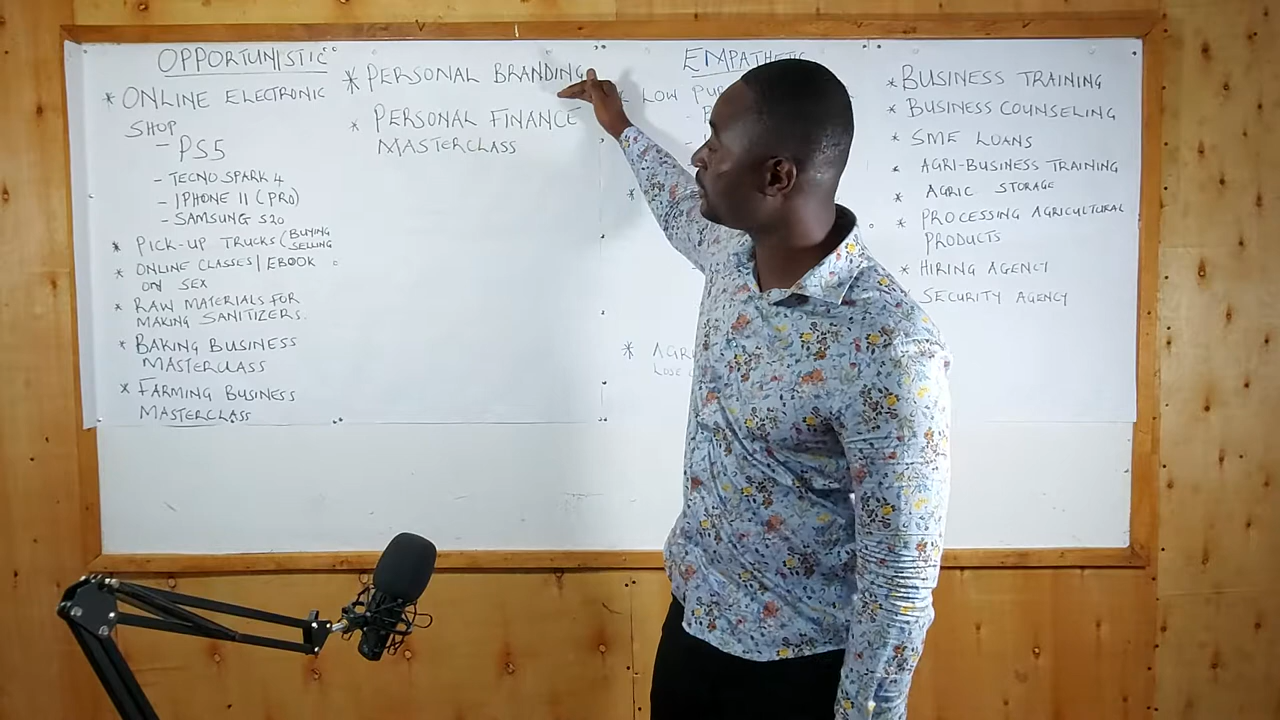 OPPORTUNISTIC
* ONLINE ELECTRONIC
SHOP
- PS5
- TECNO SPARK 4
- IPHONE 11 (PRO)
- SAMSUNG S20
* PICK-UP TRUCKS (BUYING
SELLING
* ONLINE CLASSES | EBOOK
ON SEX
* RAW MATERIALS FOR
MAKING SANITIZERS.
* BAKING BUSINESS
MASTERCLASS
* FARMING BUSINESS
MASTERCLASS
* PERSONAL BRANDING
* PERSONAL FINANCE
MASTERCLASS
EMPATHETIC
LOW
*
* AGRI
LOSE
* BUSINESS TRAINING
* BUSINESS COUNSELING
* SME LOANS
* AGRI-BUSINESS TRAINING
* AGRIC STORAGE
* PROCESSING AGRICULTURAL
PRODUCTS
* HIRING AGENCY
SECURITY AGENCY